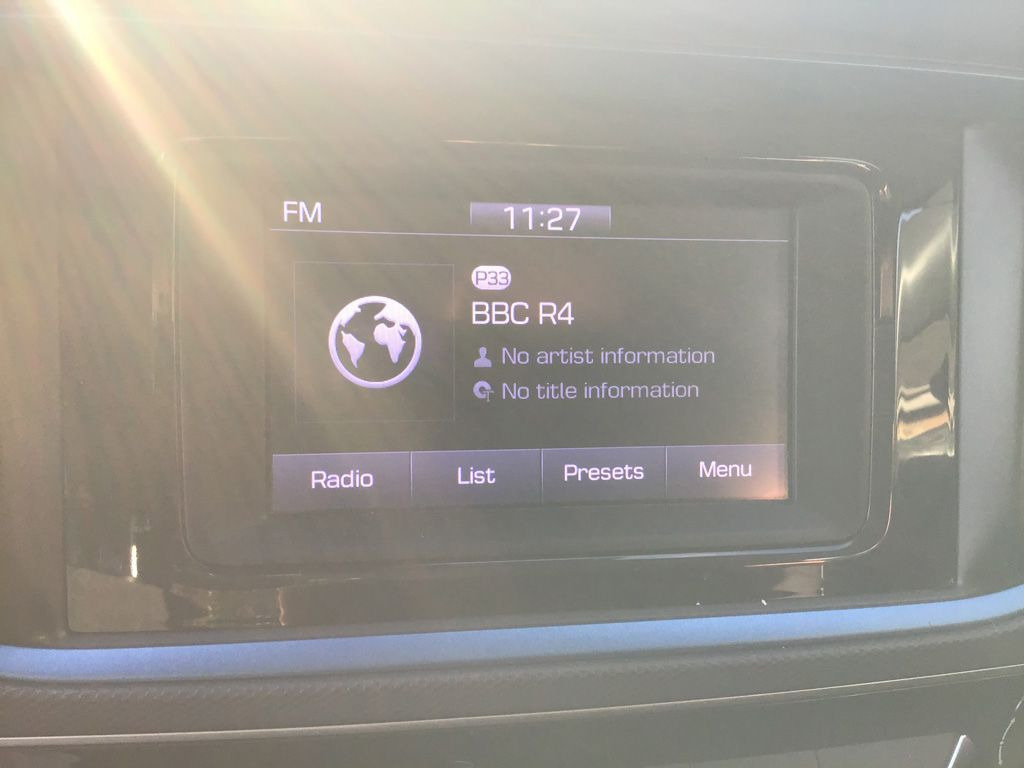 FM
11:27
P33
BBC R4
No artist information
No title information
Radio
List
Presets
Menu